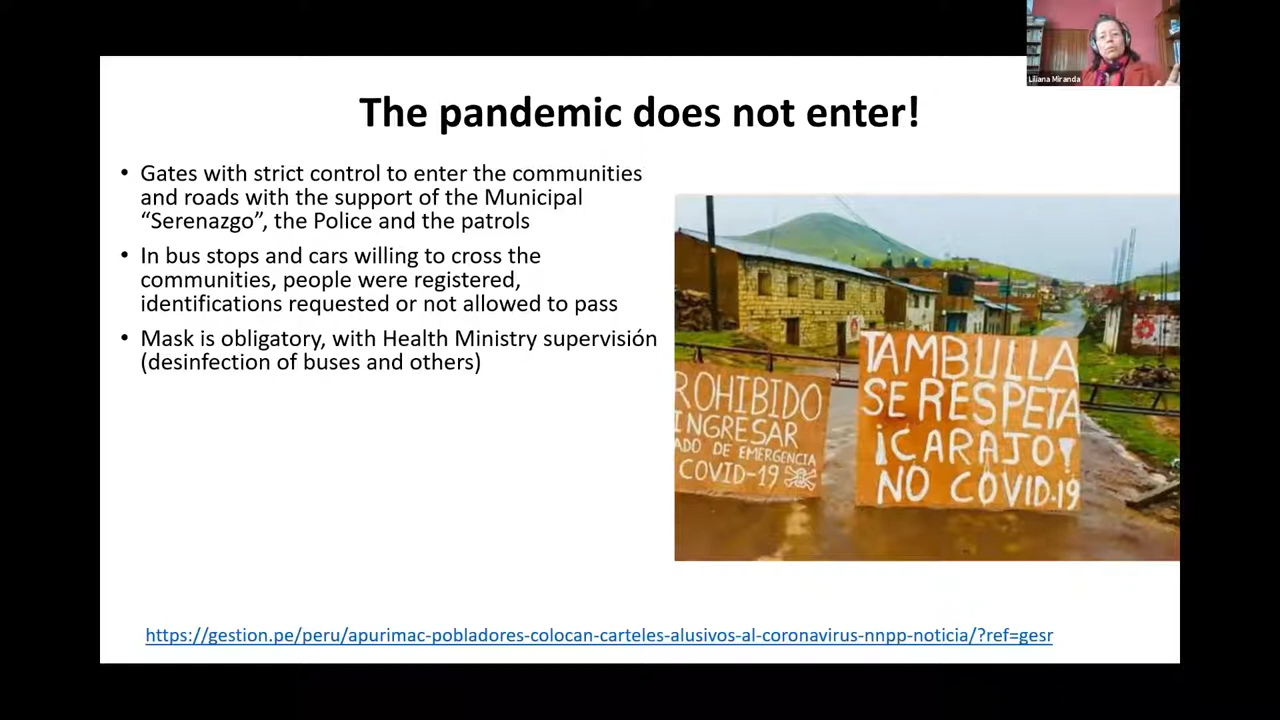 Liliana Miranda
The pandemic does not enter!
• Gates with strict control to enter the communities
and roads with the support of the Municipal
“Serenazgo”, the Police and the patrols
• In bus stops and cars willing to cross the
communities, people were registered,
identifications requested or not allowed to pass
• Mask is obligatory, with Health Ministry supervisión
(desinfection of buses and others)
ROHIBIDO
INGRESAR
ADO DE EMERGENCIA
COVID-19
TAMBULLA
SE RESPETA
¡CARAJO!
NO COVID.19
https://gestion.pe/peru/apurimac-pobladores-colocan-carteles-alusivos-al-coronavirus-nnpp-noticia/?ref=gesr